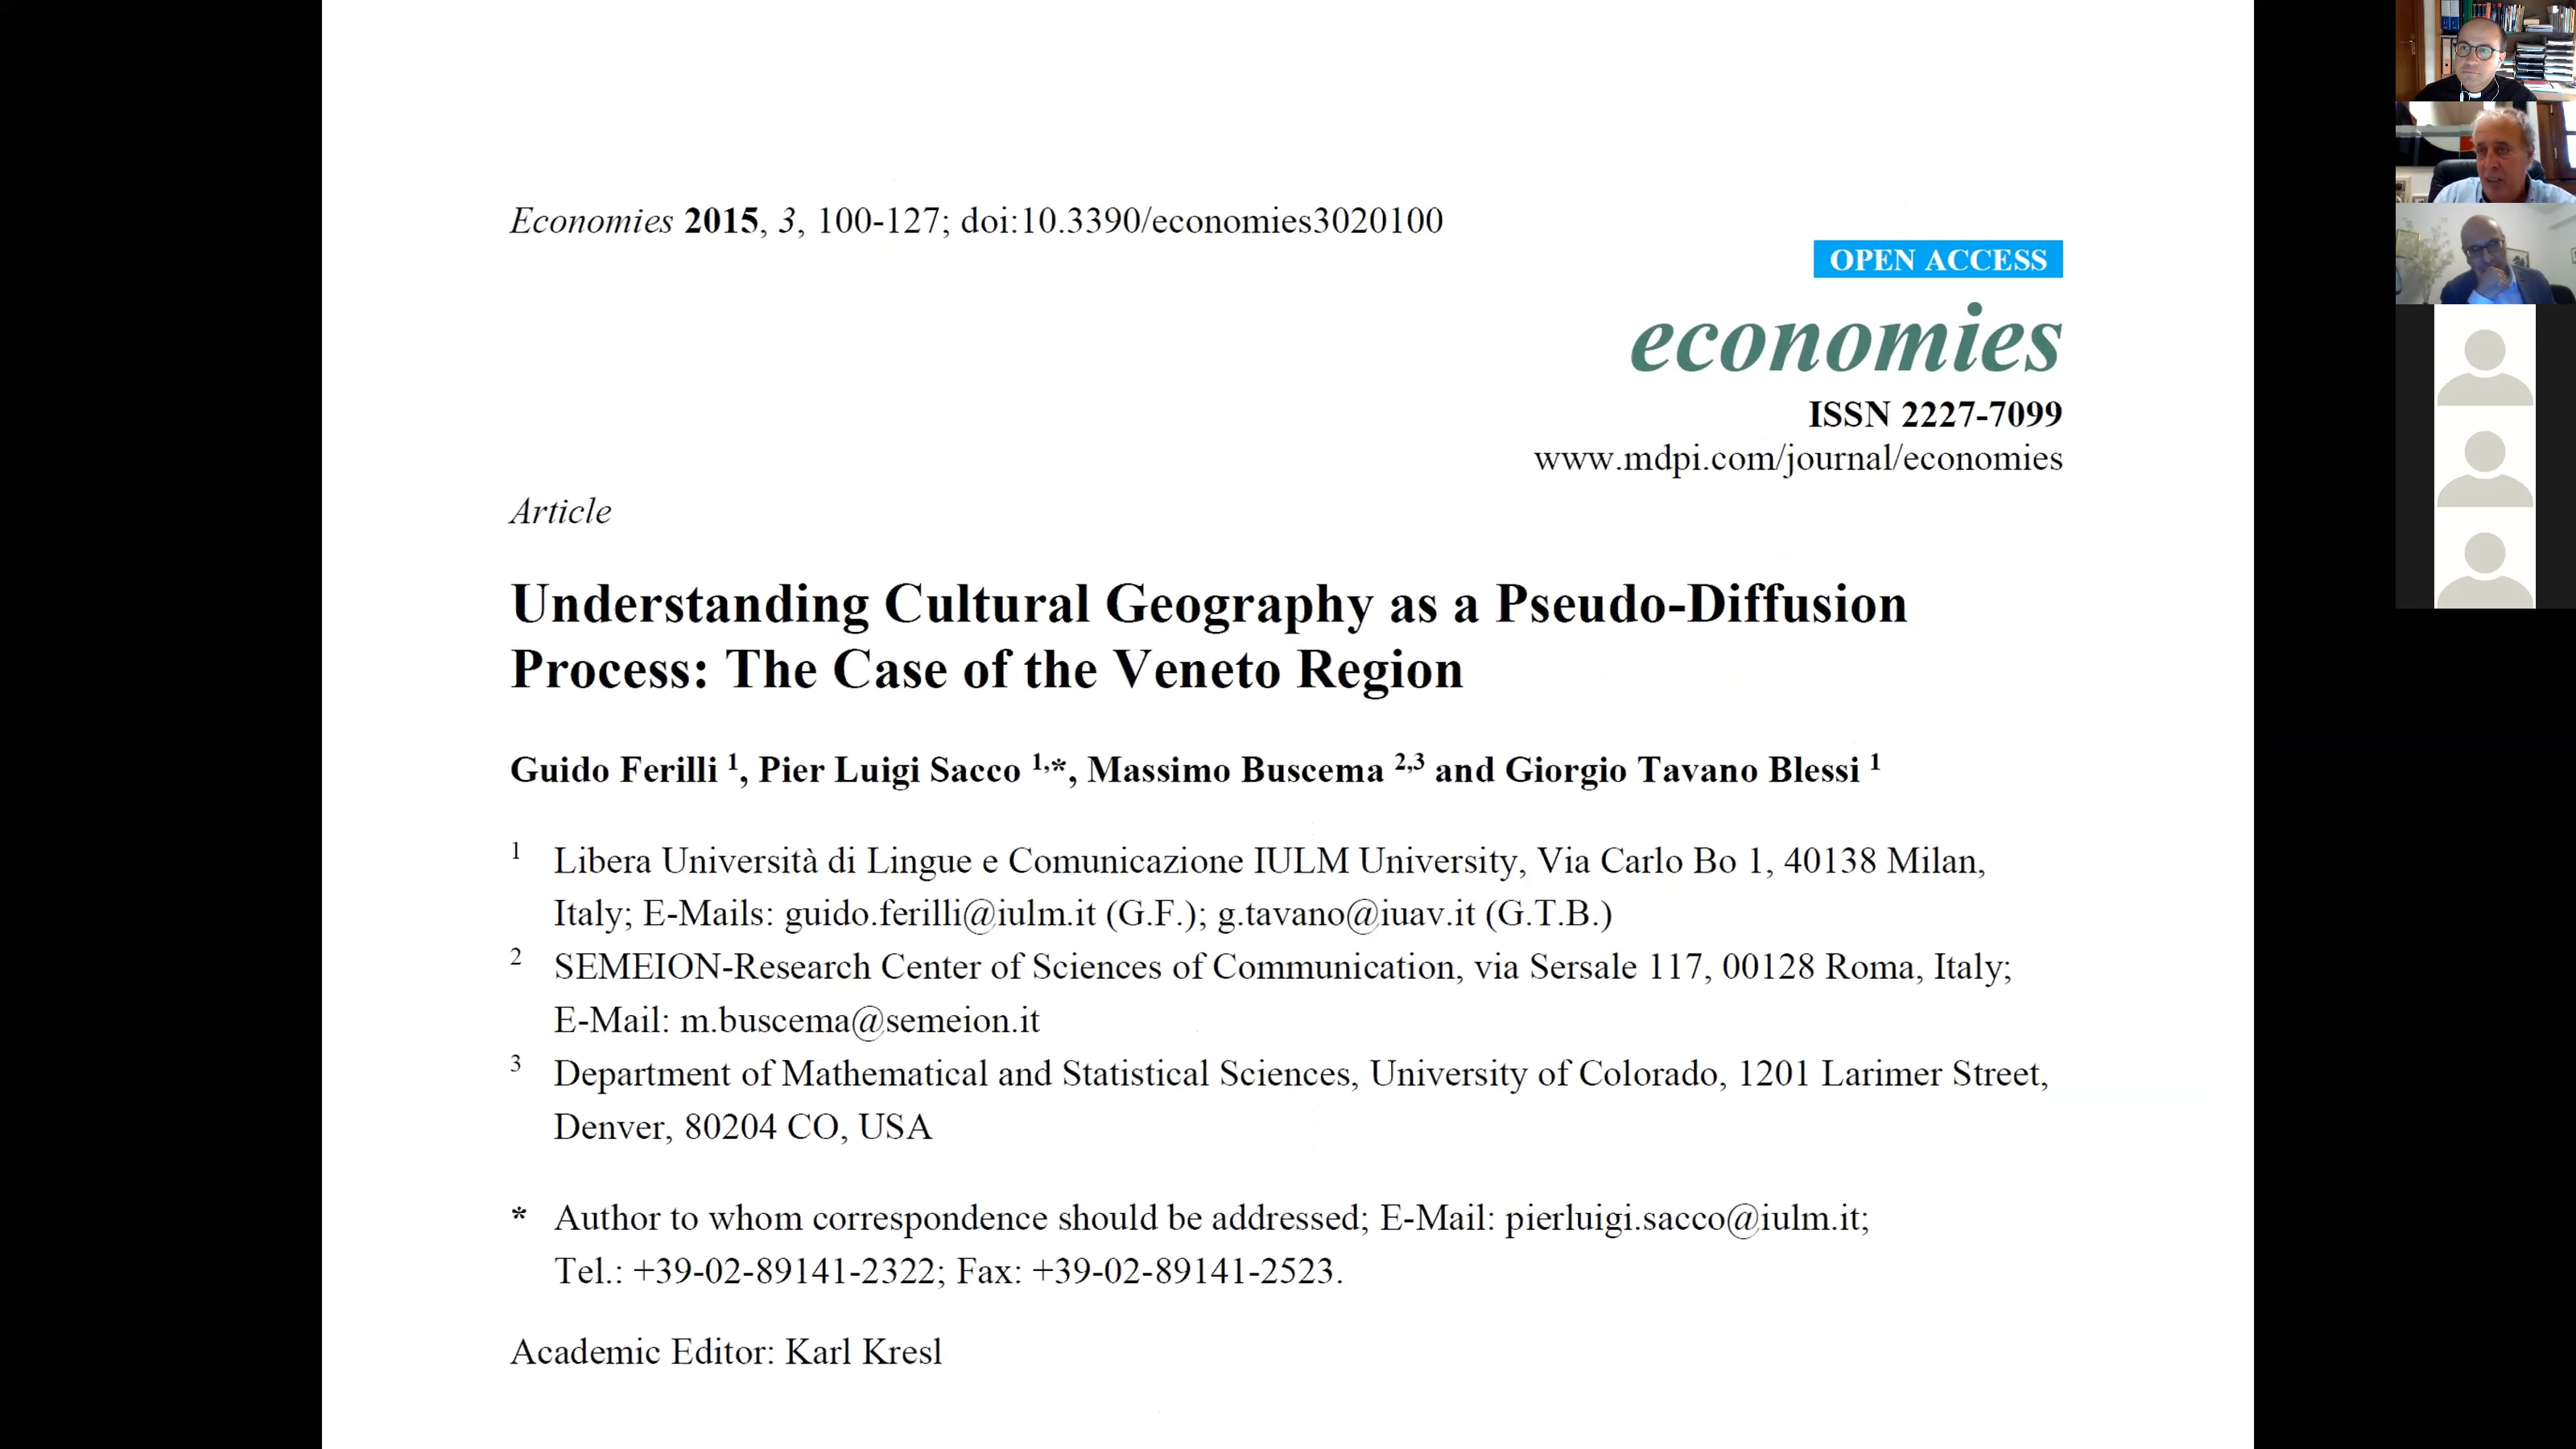 Economies 2015, 3, 100-127; doi:10.3390/economies3020100
OPEN ACCESS
economies
ISSN 2227-7099
www.mdpi.com/journal/economies
Article
Understanding Cultural Geography as a Pseudo-Diffusion
Process: The Case of the Veneto Region
Guido Ferilli 1, Pier Luigi Sacco 1,*, Massimo Buscema 2,3 and Giorgio Tavano Blessi 1
1 Libera Università di Lingue e Comunicazione IULM University, Via Carlo Bo 1, 40138 Milan,
Italy; E-Mails: guido.ferilli@iulm.it (G.F.); g.tavano@iuav.it (G.T.B.)
2 SEMEION-Research Center of Sciences of Communication, via Sersale 117, 00128 Roma, Italy;
E-Mail: m.buscema@semeion.it
3 Department of Mathematical and Statistical Sciences, University of Colorado, 1201 Larimer Street,
Denver, 80204 CO, USA
* Author to whom correspondence should be addressed; E-Mail: pierluigi.sacco@iulm.it;
Tel.: +39-02-89141-2322; Fax: +39-02-89141-2523.
Academic Editor: Karl Kresl